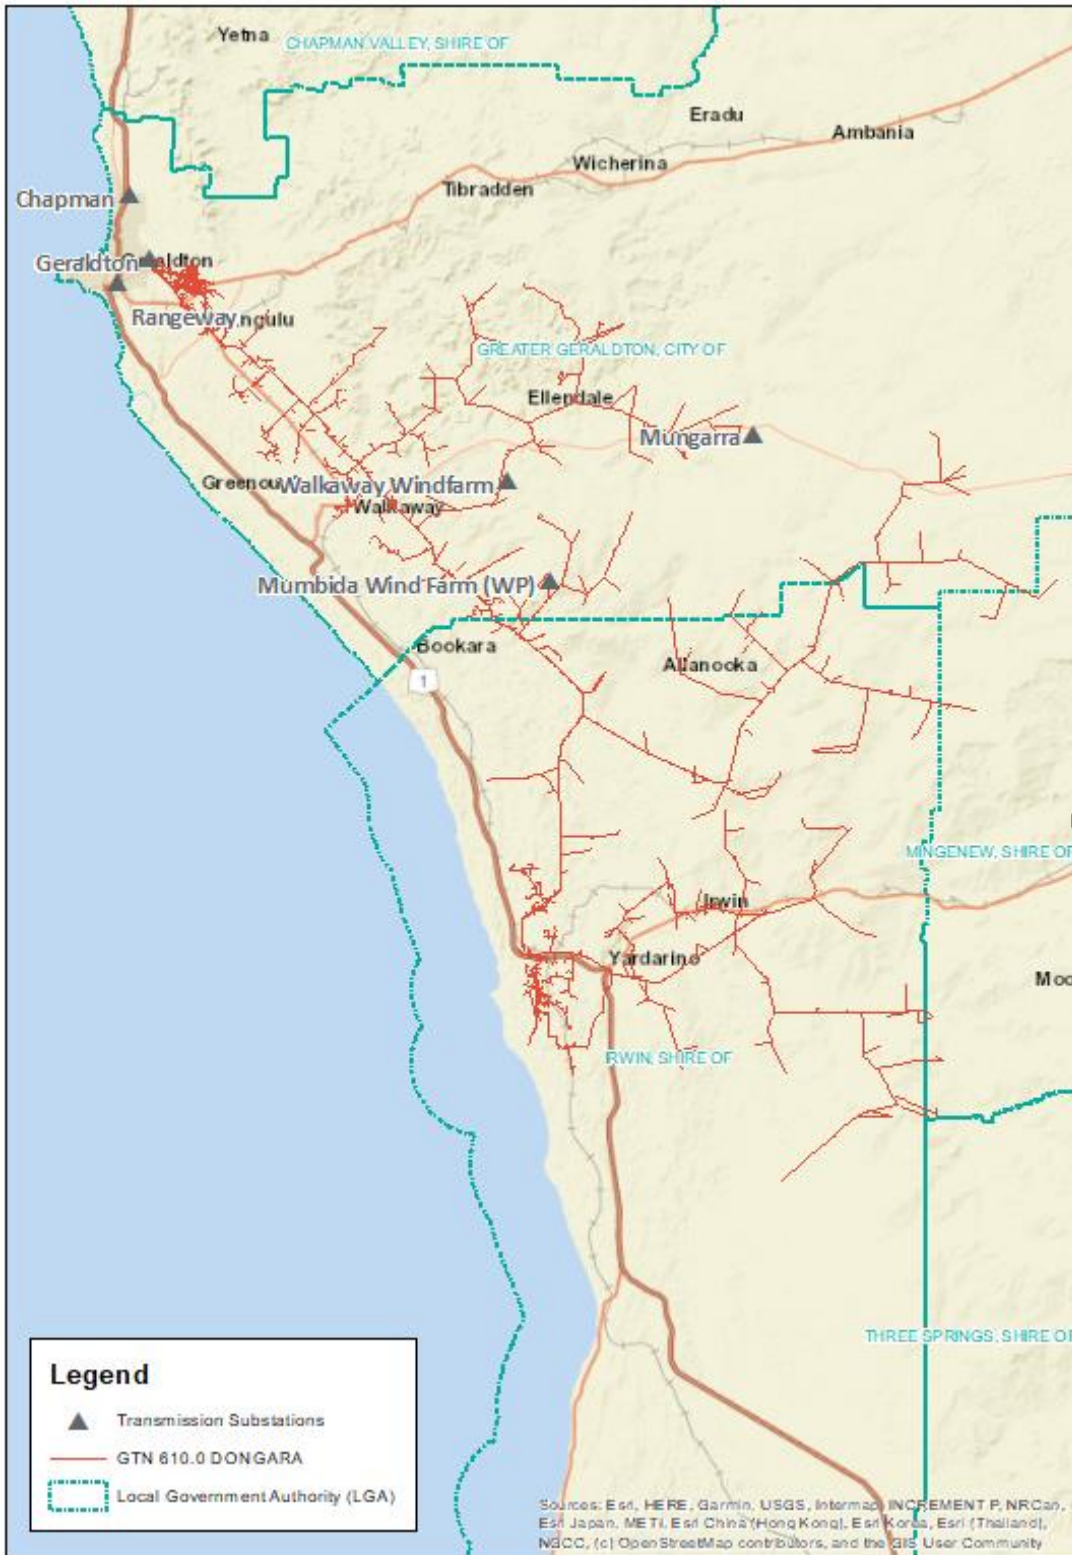 Yetna
CHAPMAN VALLEY, SHIRE OF
Eradu
Ambania
Wicherina
Tibradden
Chapman
Geraldton
Rangeway
GREATER GERALDTON, CITY OF
Ellendale
Mungarra
Walkaway Windfarm
Walkaway
Mumbida Wind Farm (WP)
Bookara
Allanooka
1
MINGENEW, SHIRE OF
Irwin
Yardarino
IRWIN, SHIRE OF
THREE SPRINGS, SHIRE OF
Legend
Transmission Substations
GTN 610.0 DONGARA
Local Government Authority (LGA)
Sources: Esri, HERE, Garmin, USGS, Intermap, INCREMENT P, NRCan,
Esri Japan, METI, Esri China (Hong Kong), Esri Korea, Esri (Thailand),
NGCC, (c) OpenStreetMap contributors, and the GIS User Community